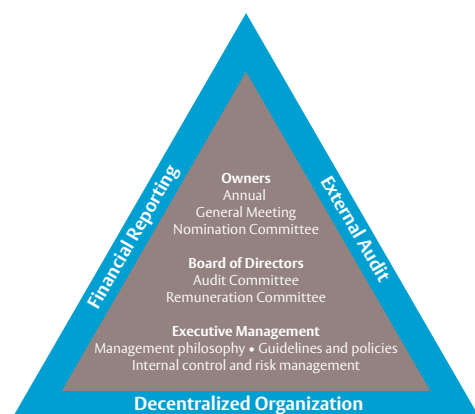 Financial Reporting
External Audit
Owners
Annual
General Meeting
Nomination Committee
Board of Directors
Audit Committee
Remuneration Committee
Executive Management
Management philosophy • Guidelines and policies
Internal control and risk management
Decentralized Organization